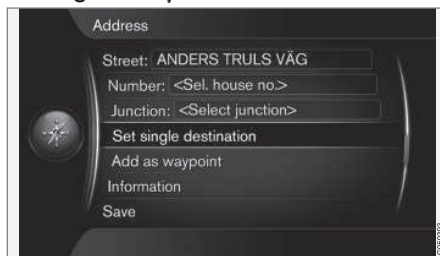 Address
Street: ANDERS TRULS VÄG
Number: <Sel. house no.>
Junction: <Select junction>
Set single destination
Add as waypoint
Information
Save